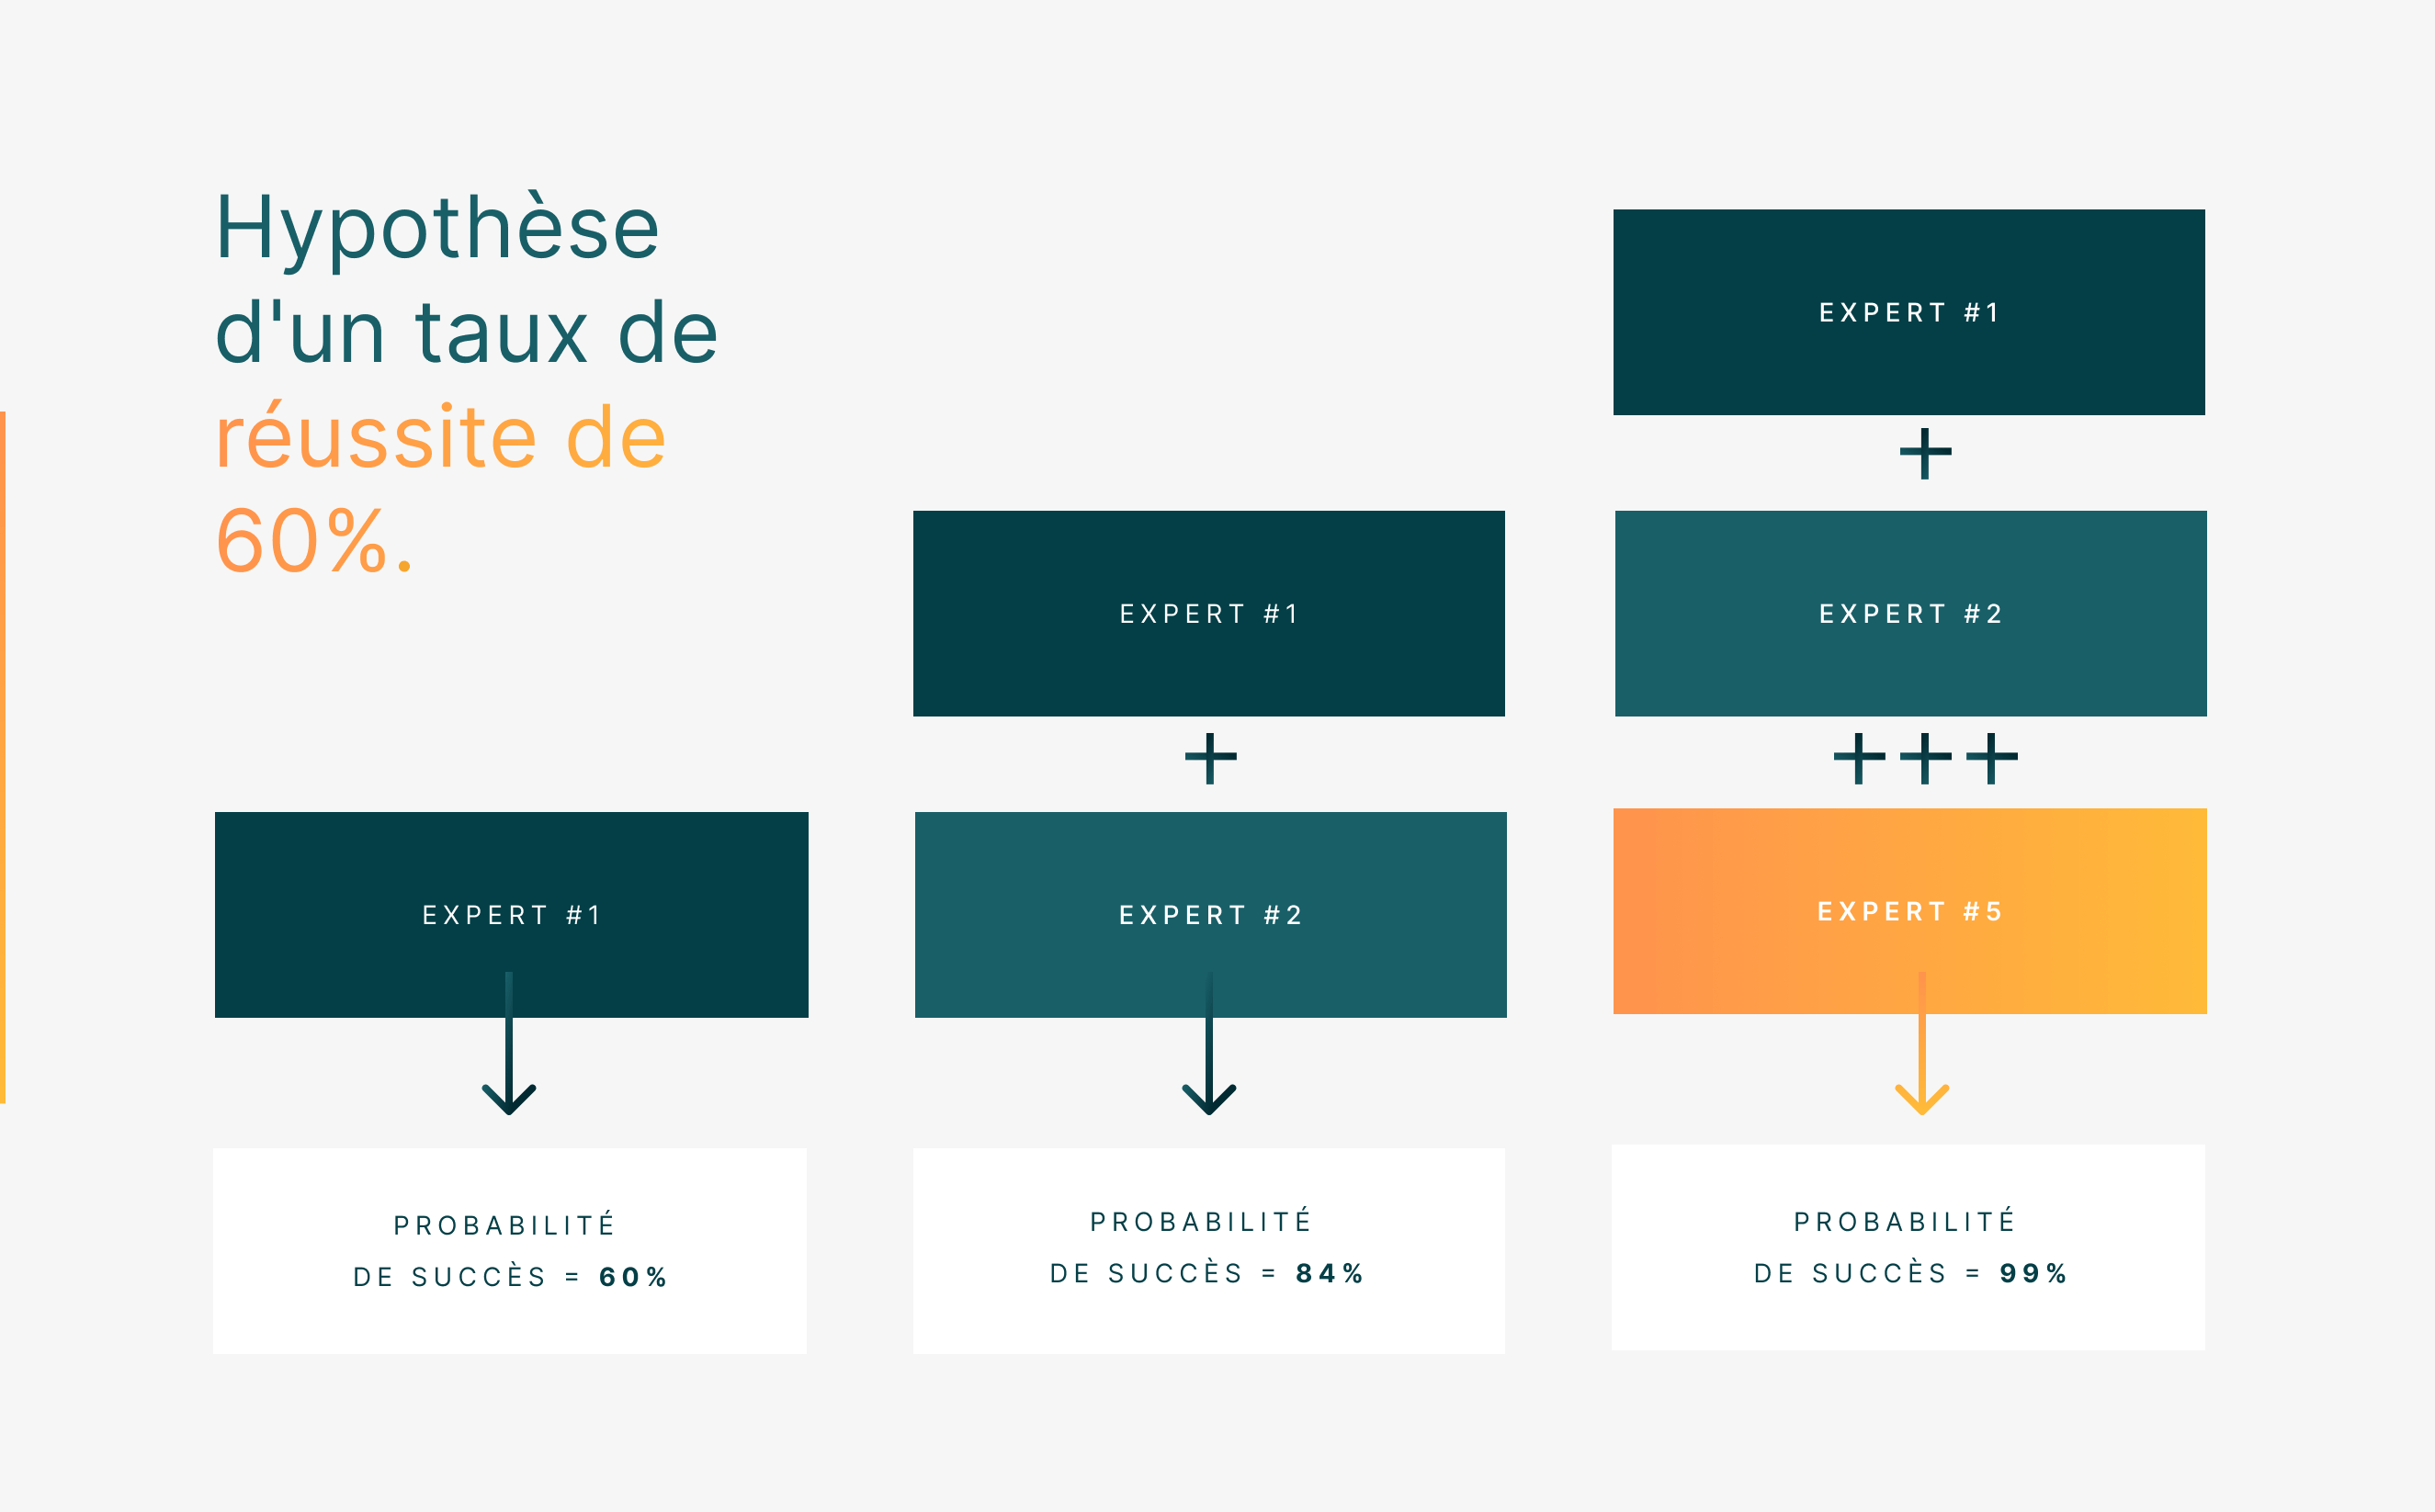 Hypothèse
d'un taux de
réussite de
60%.
EXPERT #1
PROBABILITÉ
DE SUCCÈS = 60%
EXPERT #1
+
EXPERT #2
PROBABILITÉ
DE SUCCÈS = 84%
EXPERT #1
+
EXPERT #2
+++
EXPERT #5
PROBABILITÉ
DE SUCCÈS = 99%